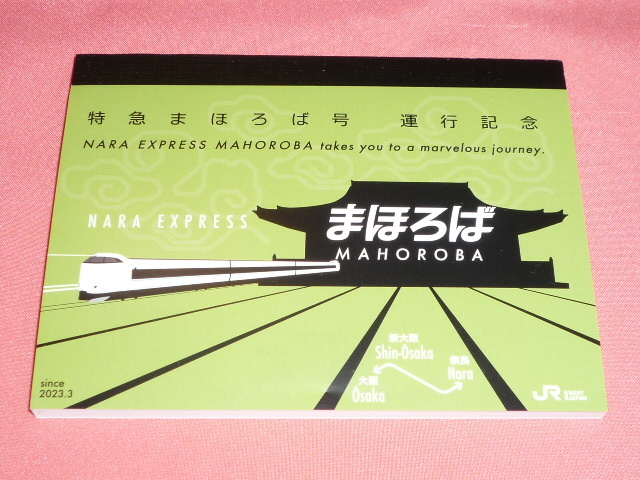 特急まほろば号　運行記念
NARA EXPRESS MAHOROBA takes you to a marvelous journey.
NARA EXPRESS
まほろば
MAHOROBA
新大阪
Shin-Osaka
奈良
Nara
大阪
Osaka
since
2023.3
JR WEST
JAPAN